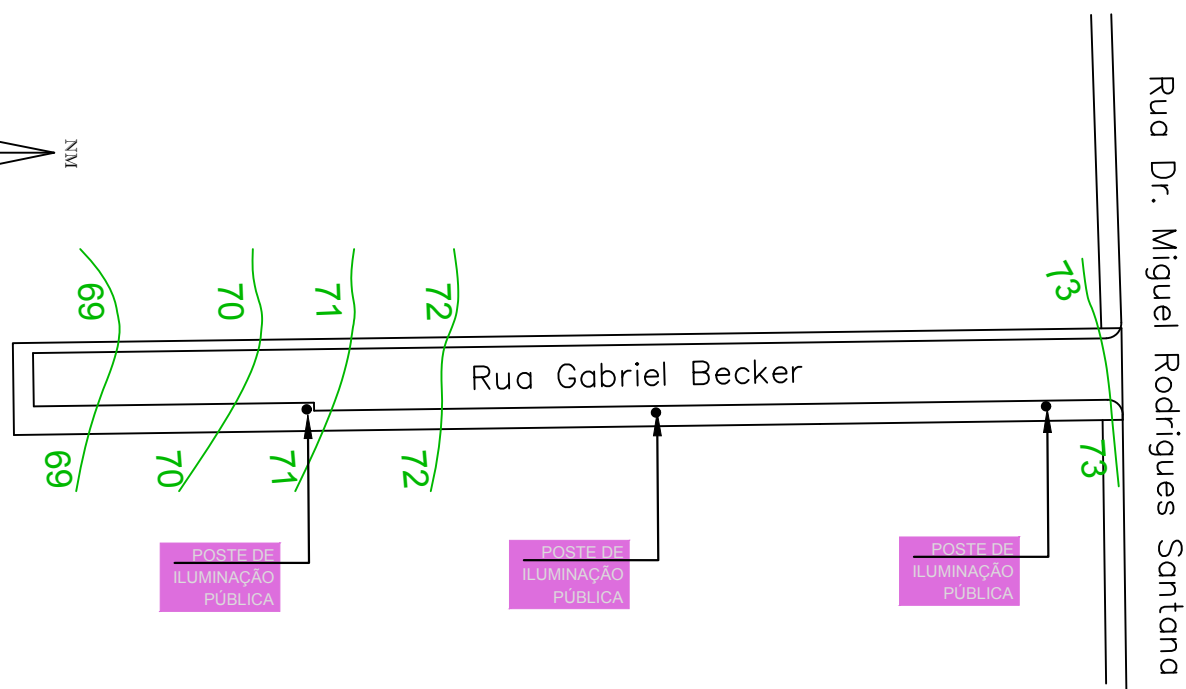 Rua Dr. Miguel Rodrigues Santana
NM
69
70
71
72
73
Rua Gabriel Becker
69
70
71
72
73
POSTE DE
ILUMINAÇÃO
PÚBLICA
POSTE DE
ILUMINAÇÃO
PÚBLICA
POSTE DE
ILUMINAÇÃO
PÚBLICA